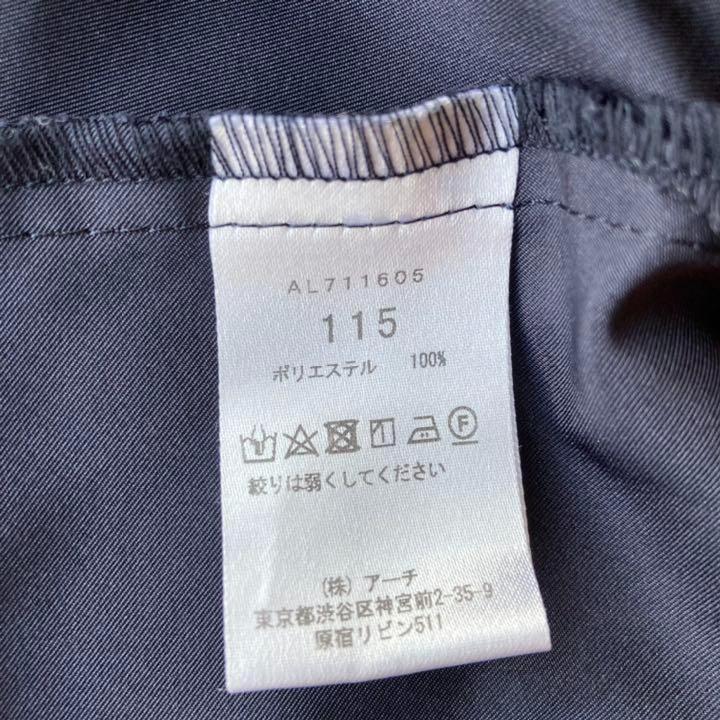 AL711605
115
ポリエステル 100%
F
絞りは弱くしてください
(株) アーチ
東京都渋谷区神宮前2-35-9
原宿リビン511